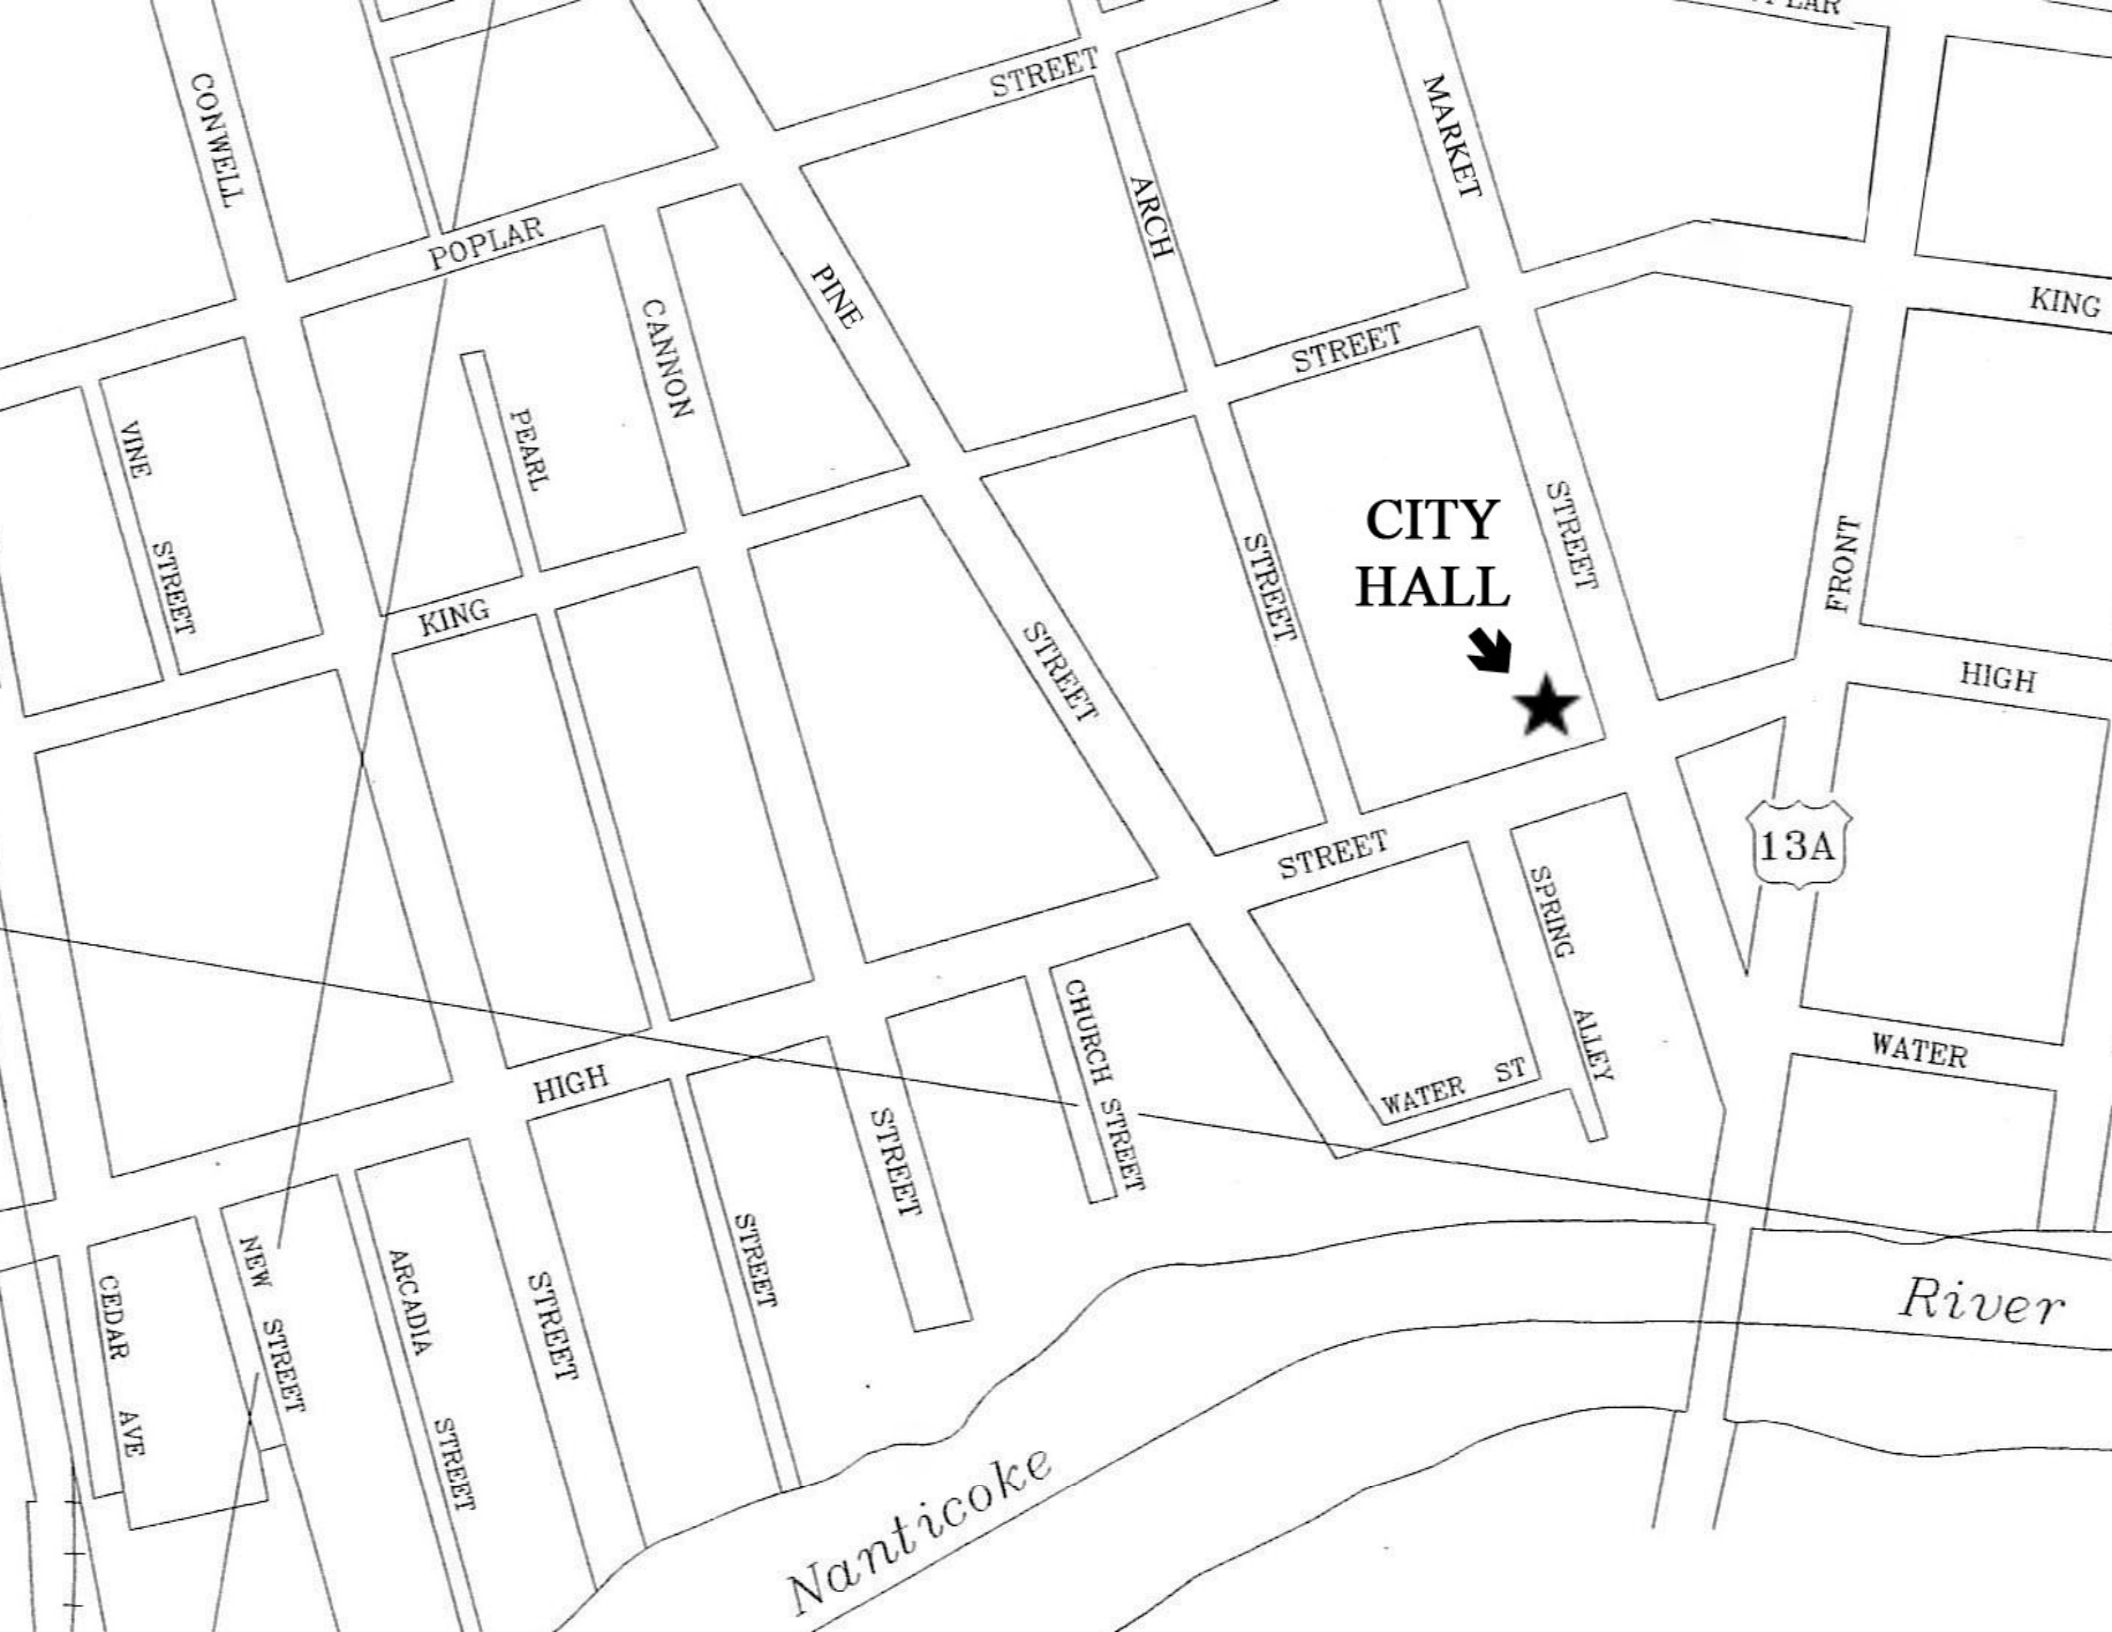 CONWELL
STREET
MARKET
POPLAR
ARCH
PINE
CANNON
KING
STREET
PEARL
VINE
STREET
CITY
HALL
STREET
STREET
FRONT
STREET
KING
STREET
HIGH
13A
STREET
SPRING
ALLEY
CHURCH STREET
WATER ST
WATER
HIGH
STREET
STREET
NEW STREET
ARCADIA
STREET
STREET
CEDAR
AVE
River
Nanticoke